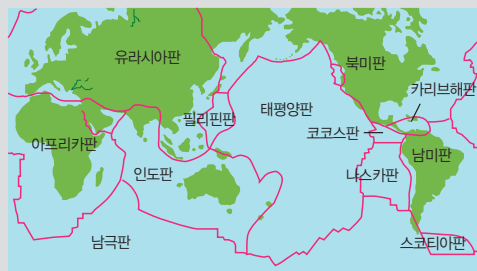 유라시아판
북미판
카리브해판
태평양판
필리핀판
코코스판
아프리카판
남미판
인도판
나스카판
남극판
스코티아판